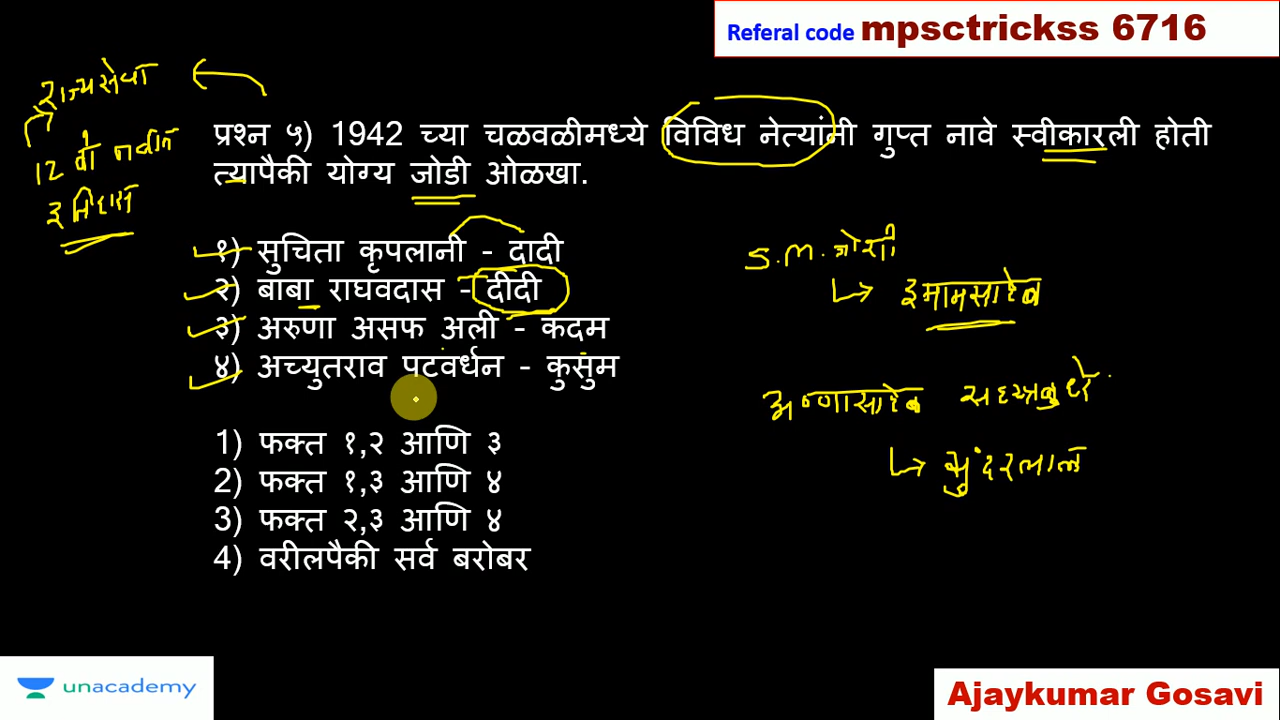 Referal code mpsctrickss 6716
राज्यसेवा
12 वी नवीन
इतिहास
प्रश्न ५) 1942 च्या चळवळीमध्ये विविध नेत्यांनी गुप्त नावे स्वीकारली होती
त्यापैकी योग्य जोडी ओळखा.
१) सुचिता कृपलानी - दादी
२) बाबा राघवदास - दीदी
३) अरुणा असफ अली - कदम
४) अच्युतराव पटवर्धन - कुसुम
S.M. जोशी
इमामसाहेब
अण्णासाहेब सहस्त्रबुद्धे
सुंदरलाल
1) फक्त १,२ आणि ३
2) फक्त १,३ आणि ४
3) फक्त २,३ आणि ४
4) वरीलपैकी सर्व बरोबर
unacademy
Ajaykumar Gosavi